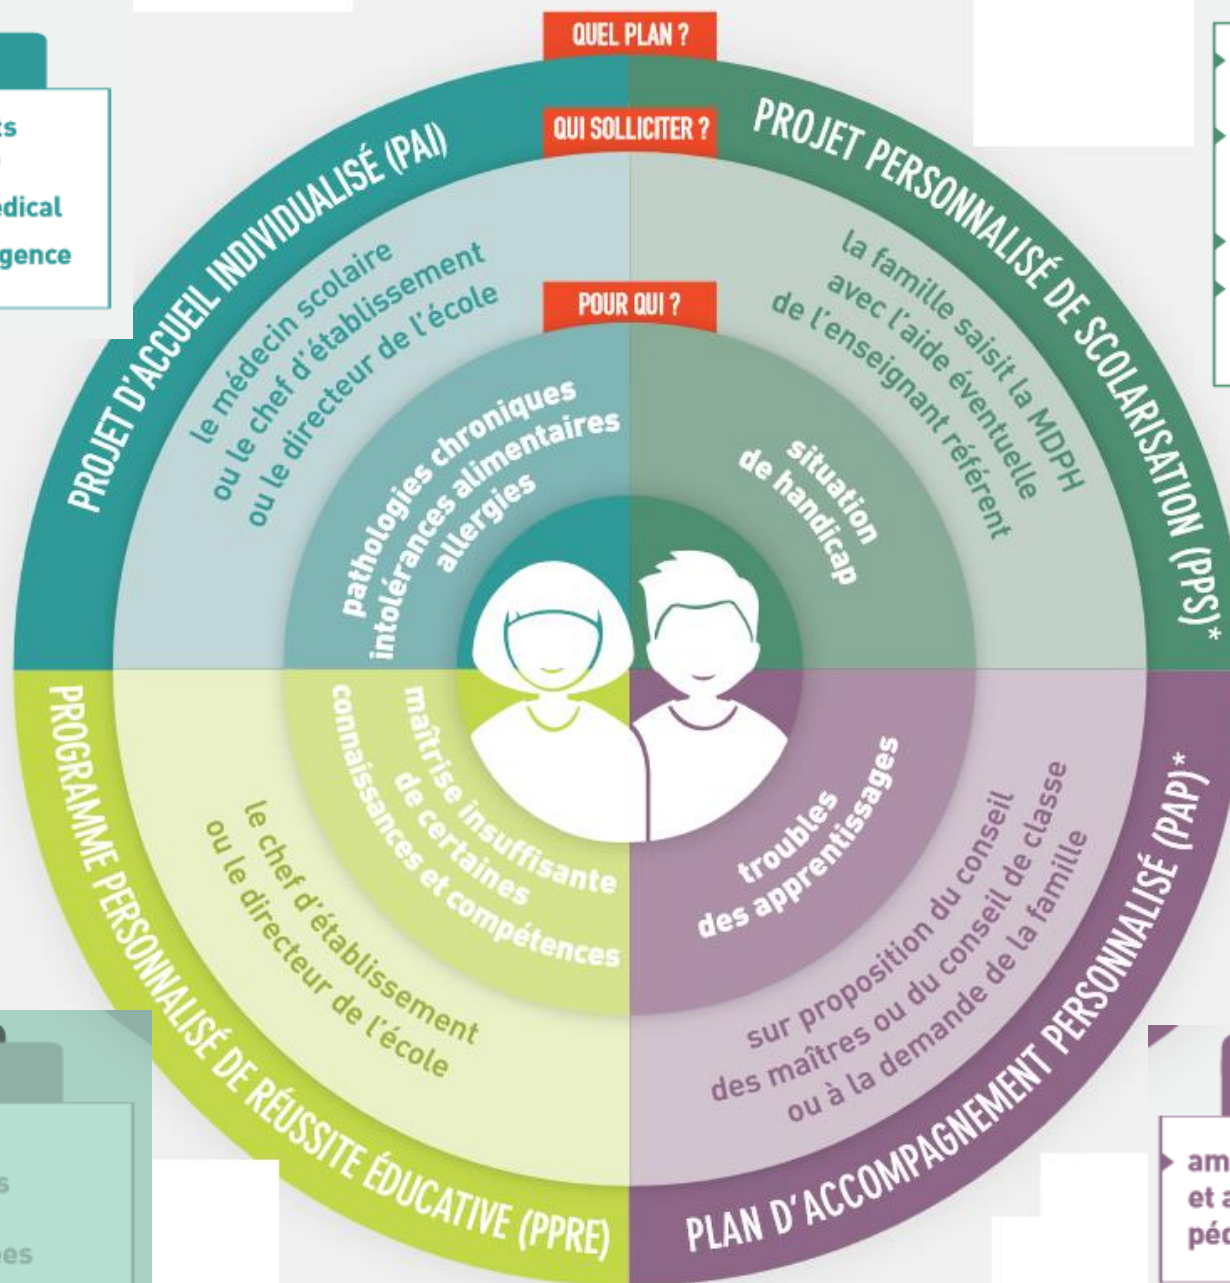 QUEL PLAN ?
QUI SOLLICITER ?
POUR QUI ?
PROJET D'ACCUEIL INDIVIDUALISÉ (PAI)
le médecin scolaire
ou le chef d'établissement
ou le directeur de l'école
pathologies chroniques
intolérances alimentaires
allergies
PROJET PERSONNALISÉ DE SCOLARISATION (PPS)*
la famille saisit la MDPH
avec l'aide éventuelle
de l'enseignant référent
situation
de handicap
PROGRAMME PERSONNALISÉ DE RÉUSSITE ÉDUCATIVE (PPRE)
le chef d'établissement
ou le directeur de l'école
maîtrise insuffisante
de certaines
connaissances et compétences
PLAN D'ACCOMPAGNEMENT PERSONNALISÉ (PAP)*
sur proposition du conseil
des maîtres ou du conseil de classe
ou à la demande de la famille
troubles
des apprentissages
et